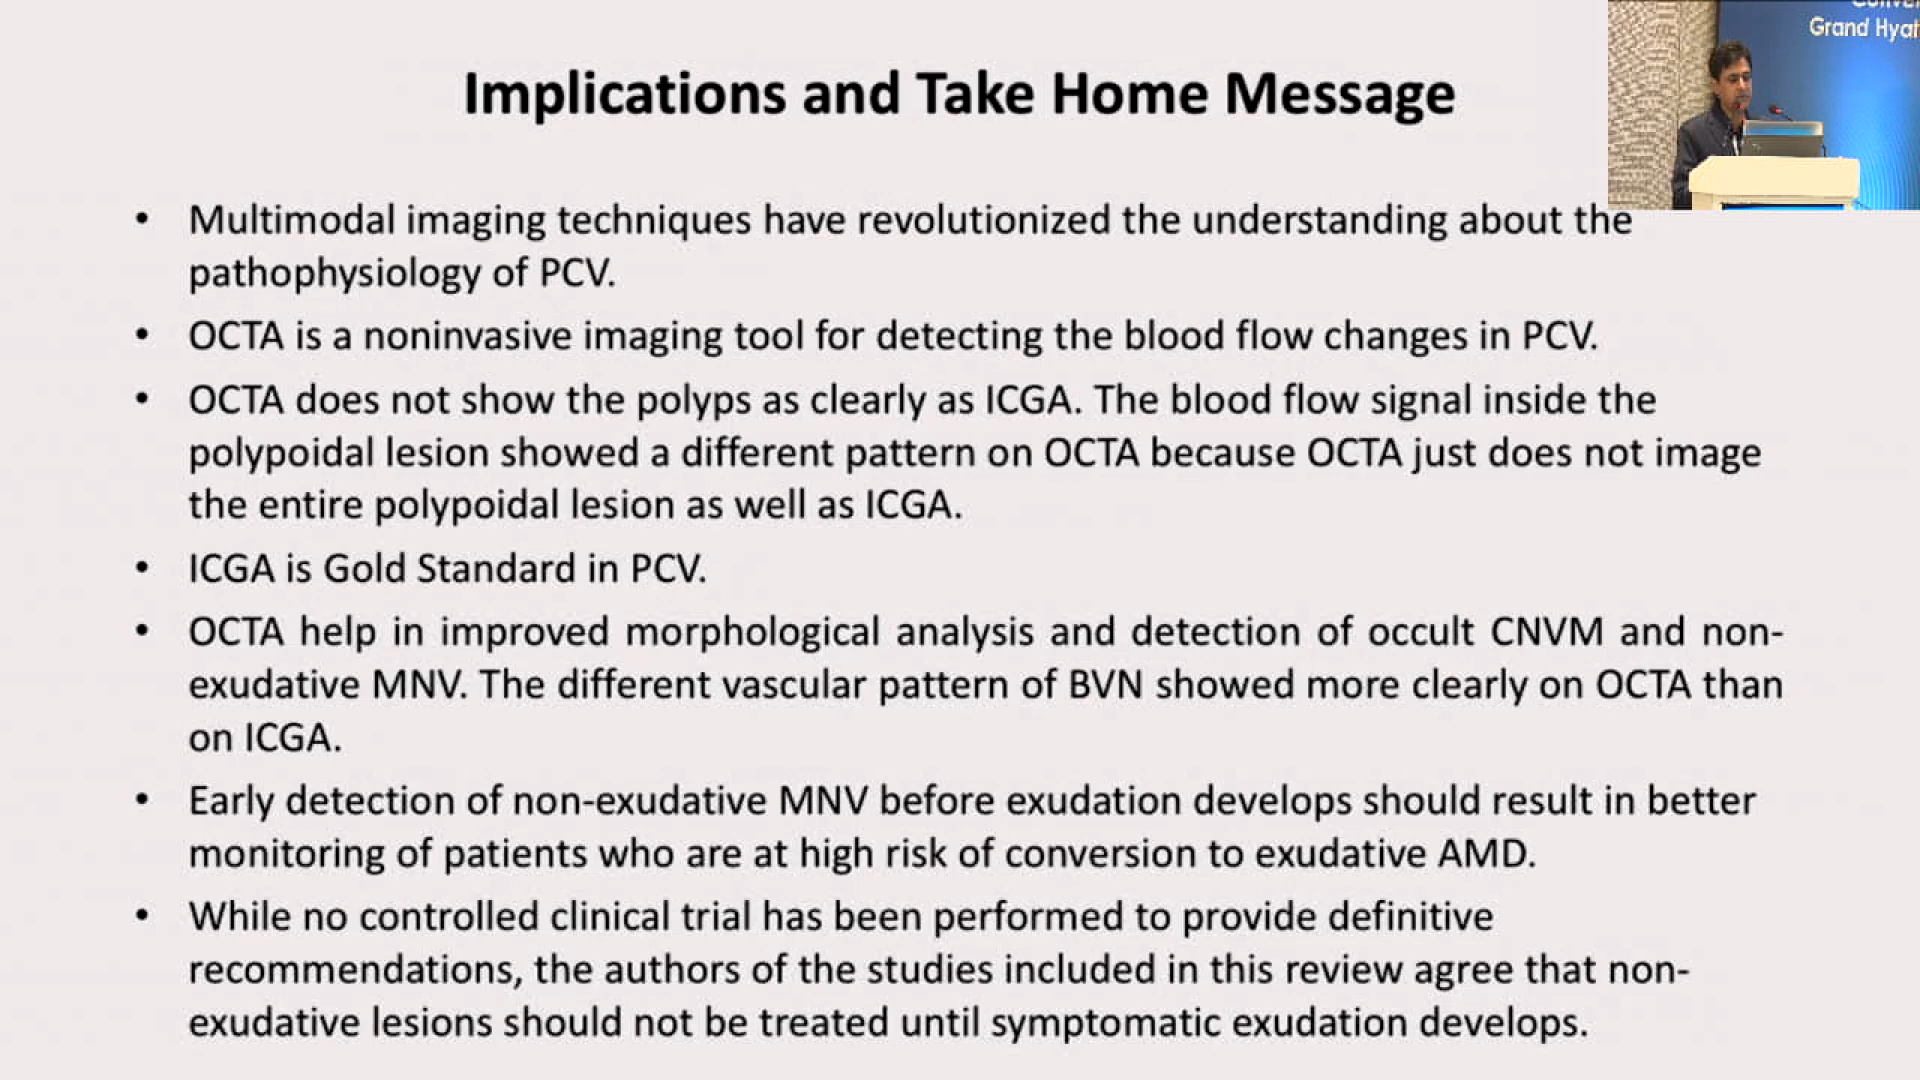 Grand Hyat
Implications and Take Home Message
• Multimodal imaging techniques have revolutionized the understanding about the
pathophysiology of PCV.
• OCTA is a noninvasive imaging tool for detecting the blood flow changes in PCV.
• OCTA does not show the polyps as clearly as ICGA. The blood flow signal inside the
polypoidal lesion showed a different pattern on OCTA because OCTA just does not image
the entire polypoidal lesion as well as ICGA.
• ICGA is Gold Standard in PCV.
• OCTA help in improved morphological analysis and detection of occult CNVM and non-
exudative MNV. The different vascular pattern of BVN showed more clearly on OCTA than
on ICGA.
• Early detection of non-exudative MNV before exudation develops should result in better
monitoring of patients who are at high risk of conversion to exudative AMD.
• While no controlled clinical trial has been performed to provide definitive
recommendations, the authors of the studies included in this review agree that non-
exudative lesions should not be treated until symptomatic exudation develops.